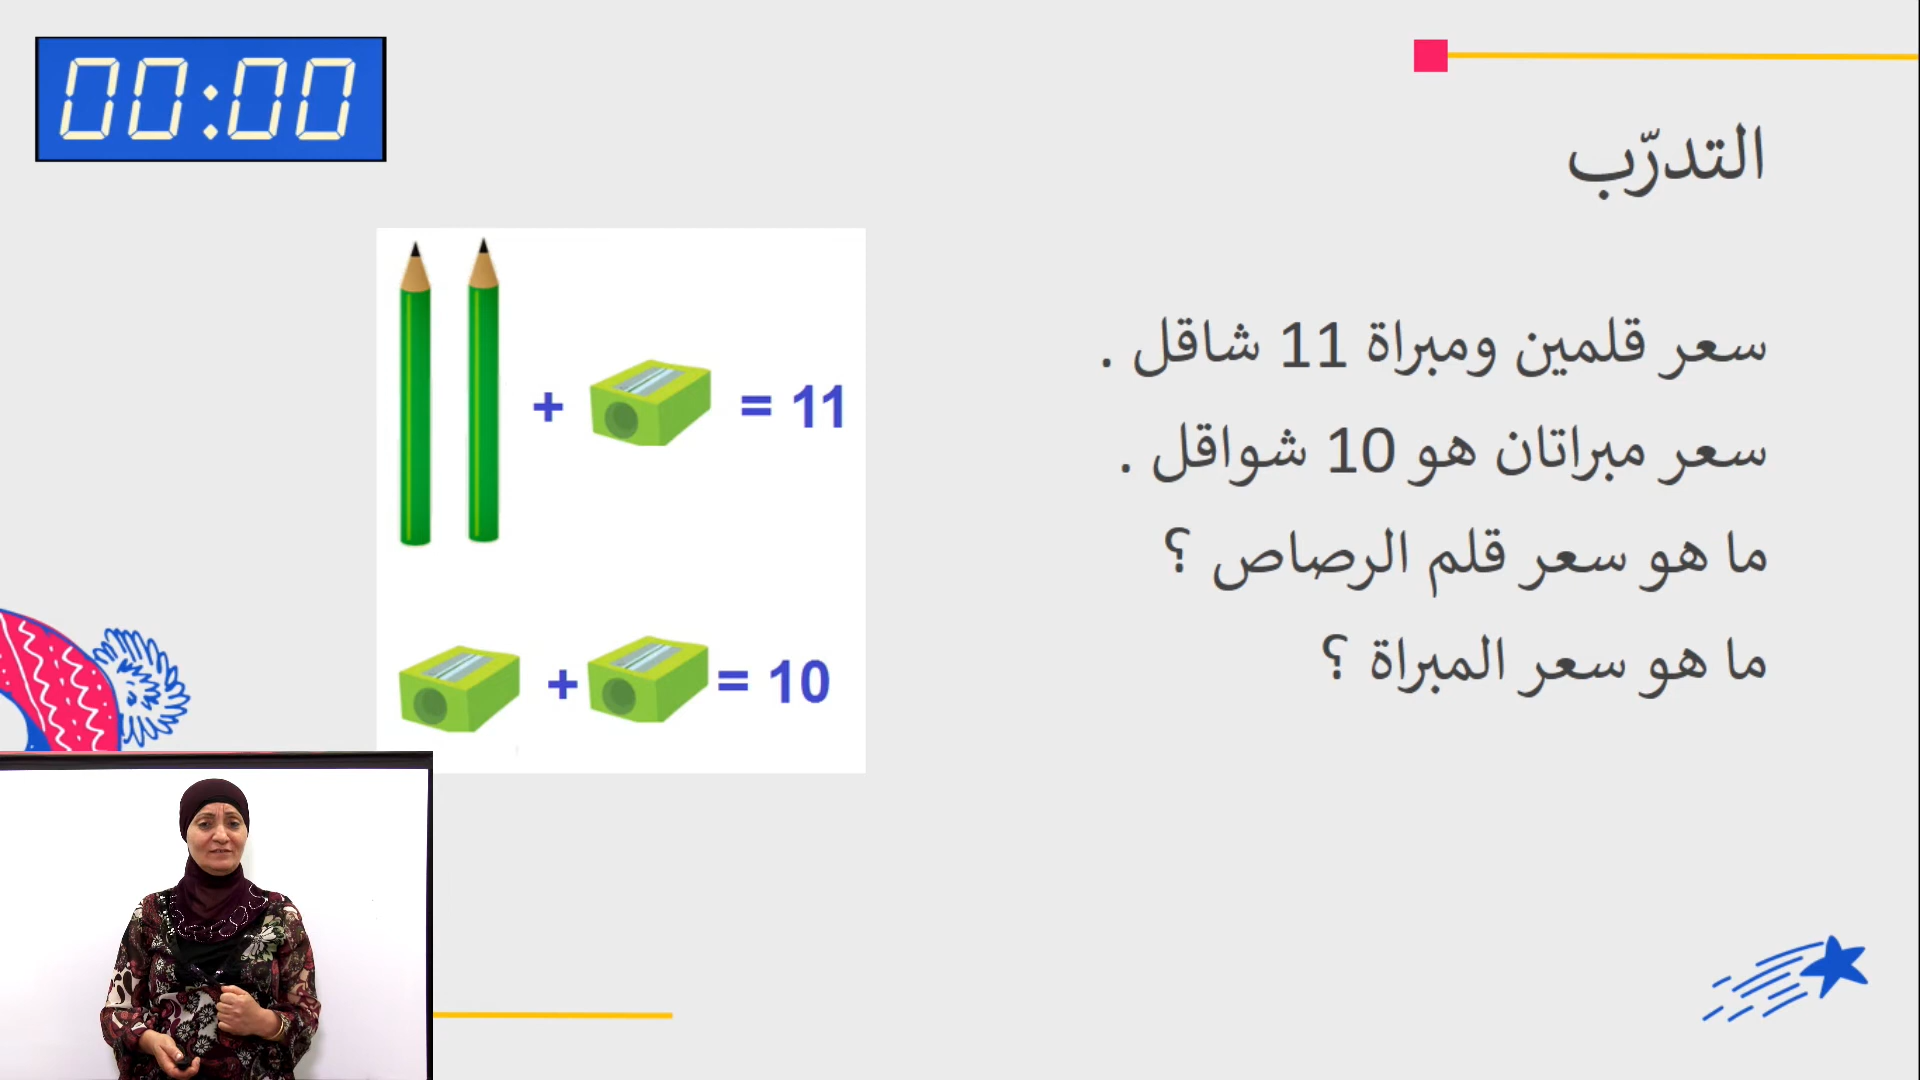 00:00
التدرّب
سعر قلمين ومبراة 11 شاقل .
سعر مبراتان هو 10 شواقل .
ما هو سعر قلم الرصاص ؟
ما هو سعر المبراة ؟
+ = 11
+ = 10